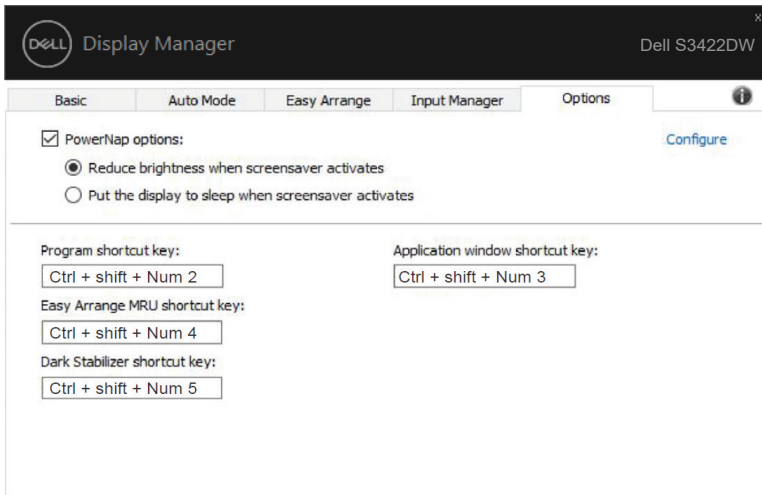 DELL Display Manager
x
Dell S3422DW
Basic Auto Mode Easy Arrange Input Manager Options i
PowerNap options: Configure
Reduce brightness when screensaver activates
Put the display to sleep when screensaver activates
Program shortcut key: Application window shortcut key:
Ctrl + shift + Num 2 Ctrl + shift + Num 3
Easy Arrange MRU shortcut key:
Ctrl + shift + Num 4
Dark Stabilizer shortcut key:
Ctrl + shift + Num 5